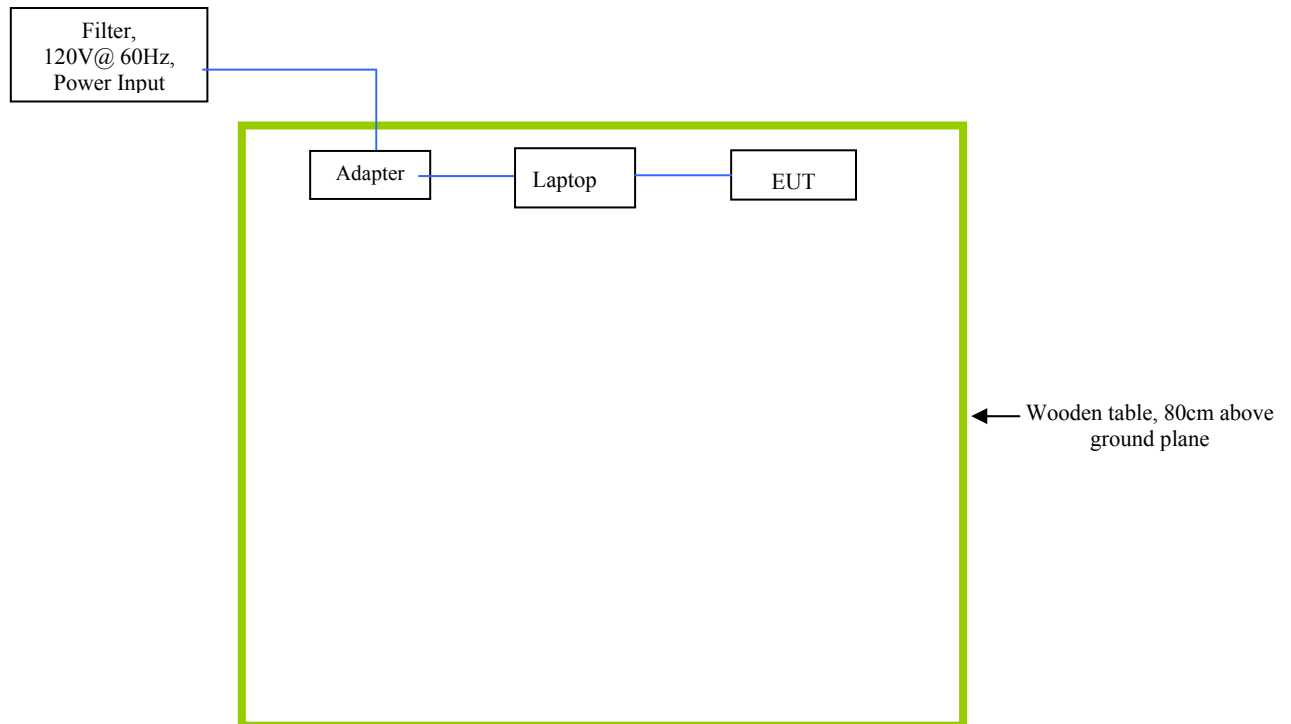 Filter,
120V@ 60Hz,
Power Input
Adapter
Laptop
EUT
Wooden table, 80cm above
ground plane